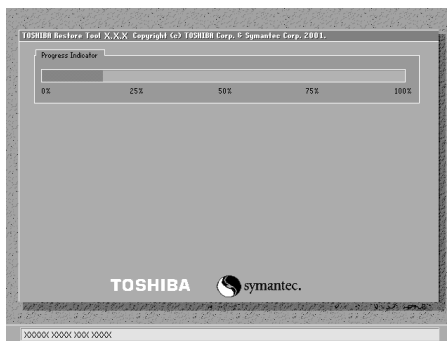 TOSHIBA Restore Tool X.X.X Copyright (c) TOSHIBA Corp. & Symantec Corp. 2001.
Progress Indicator
0% 25% 50% 75% 100%
TOSHIBA symantec.
XXXXX XXXX XXX XXXX